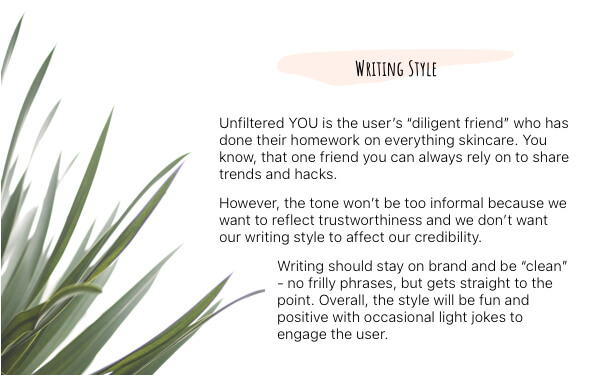 Writing Style
Unfiltered YOU is the user's “diligent friend” who has
done their homework on everything skincare. You
know, that one friend you can always rely on to share
trends and hacks.
However, the tone won't be too informal because we
want to reflect trustworthiness and we don't want
our writing style to affect our credibility.
Writing should stay on brand and be “clean”
- no frilly phrases, but gets straight to the
point. Overall, the style will be fun and
positive with occasional light jokes to
engage the user.